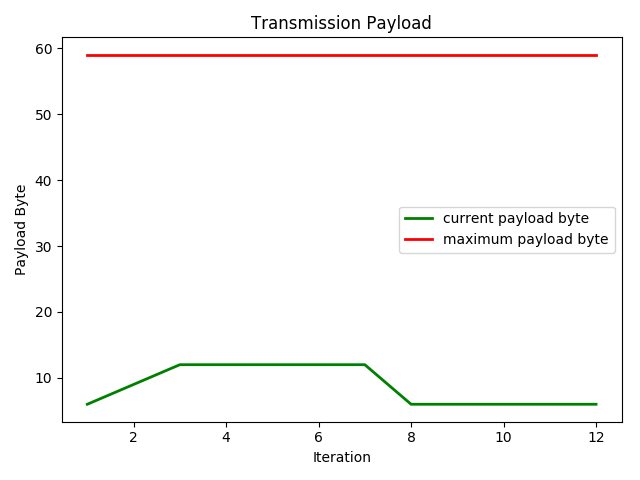 Transmission Payload
60
50
40
30
20
10
Payload Byte
current payload byte
maximum payload byte
2 4 6 8 10 12
Iteration